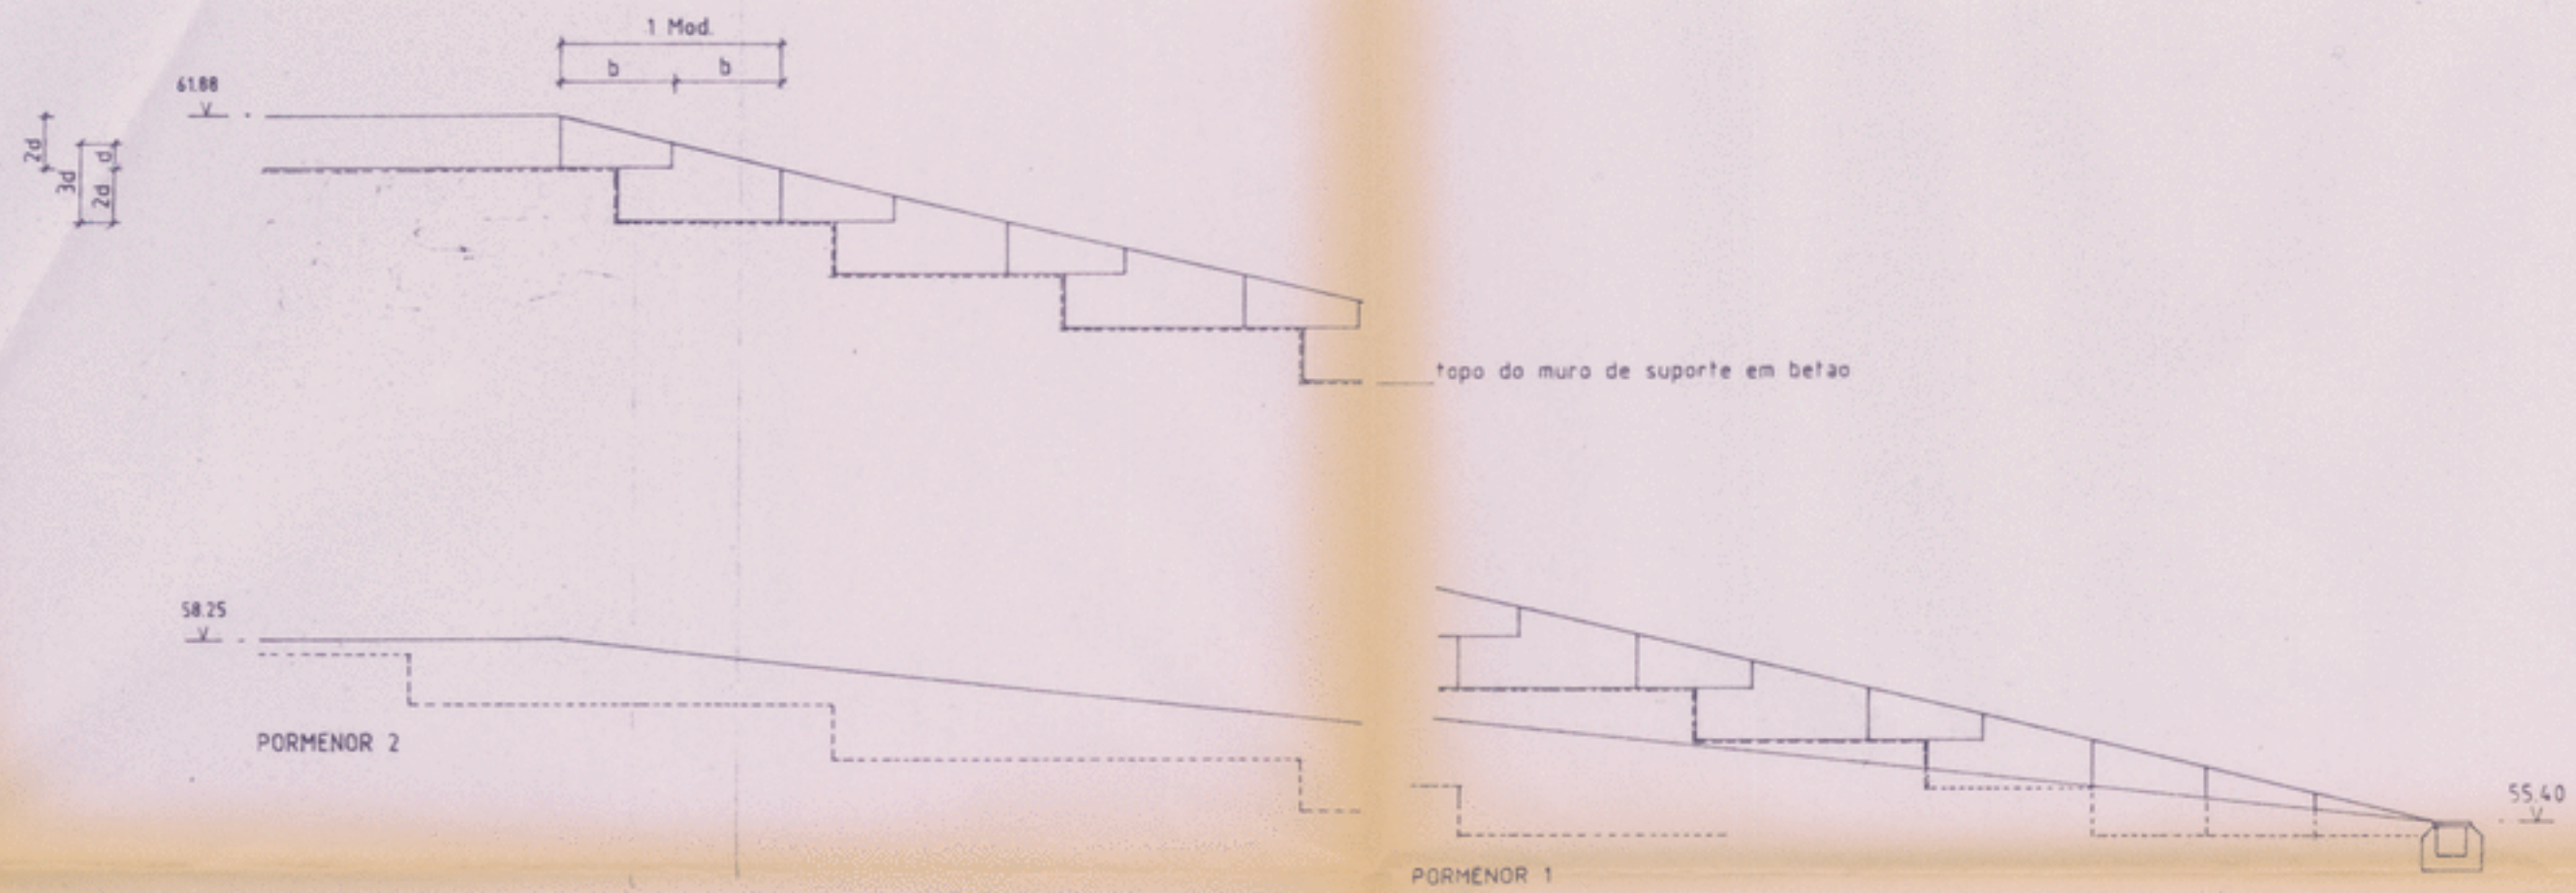 1 Mod.
b b
61.88
2d
3d
d
2d
topo do muro de suporte em betao
58.25
PORMENOR 2
55.40
PORMENOR 1